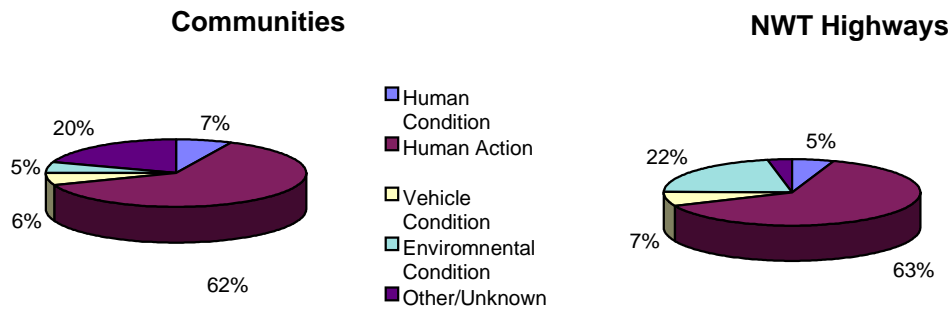 Communities
20%
7%
5%
6%
62%
Human
Condition
Human Action
Vehicle
Condition
Enviromnental
Condition
Other/Unknown
NWT Highways
5%
22%
7%
63%